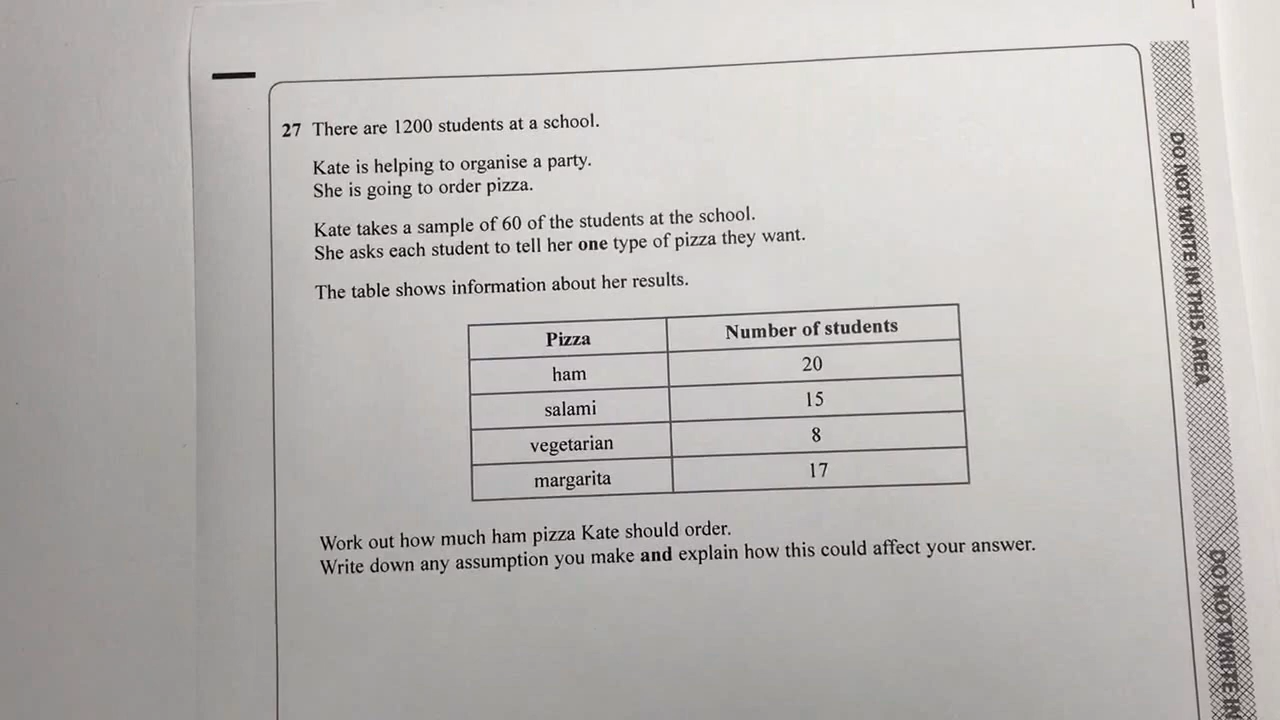 27 There are 1200 students at a school.
Kate is helping to organise a party.
She is going to order pizza.
Kate takes a sample of 60 of the students at the school.
She asks each student to tell her one type of pizza they want.
The table shows information about her results.
Pizza Number of students
ham 20
salami 15
vegetarian 8
margarita 17
Work out how much ham pizza Kate should order.
Write down any assumption you make and explain how this could affect your answer.
DO NOT WRITE IN THIS AREA
DO NOT WRITE IN